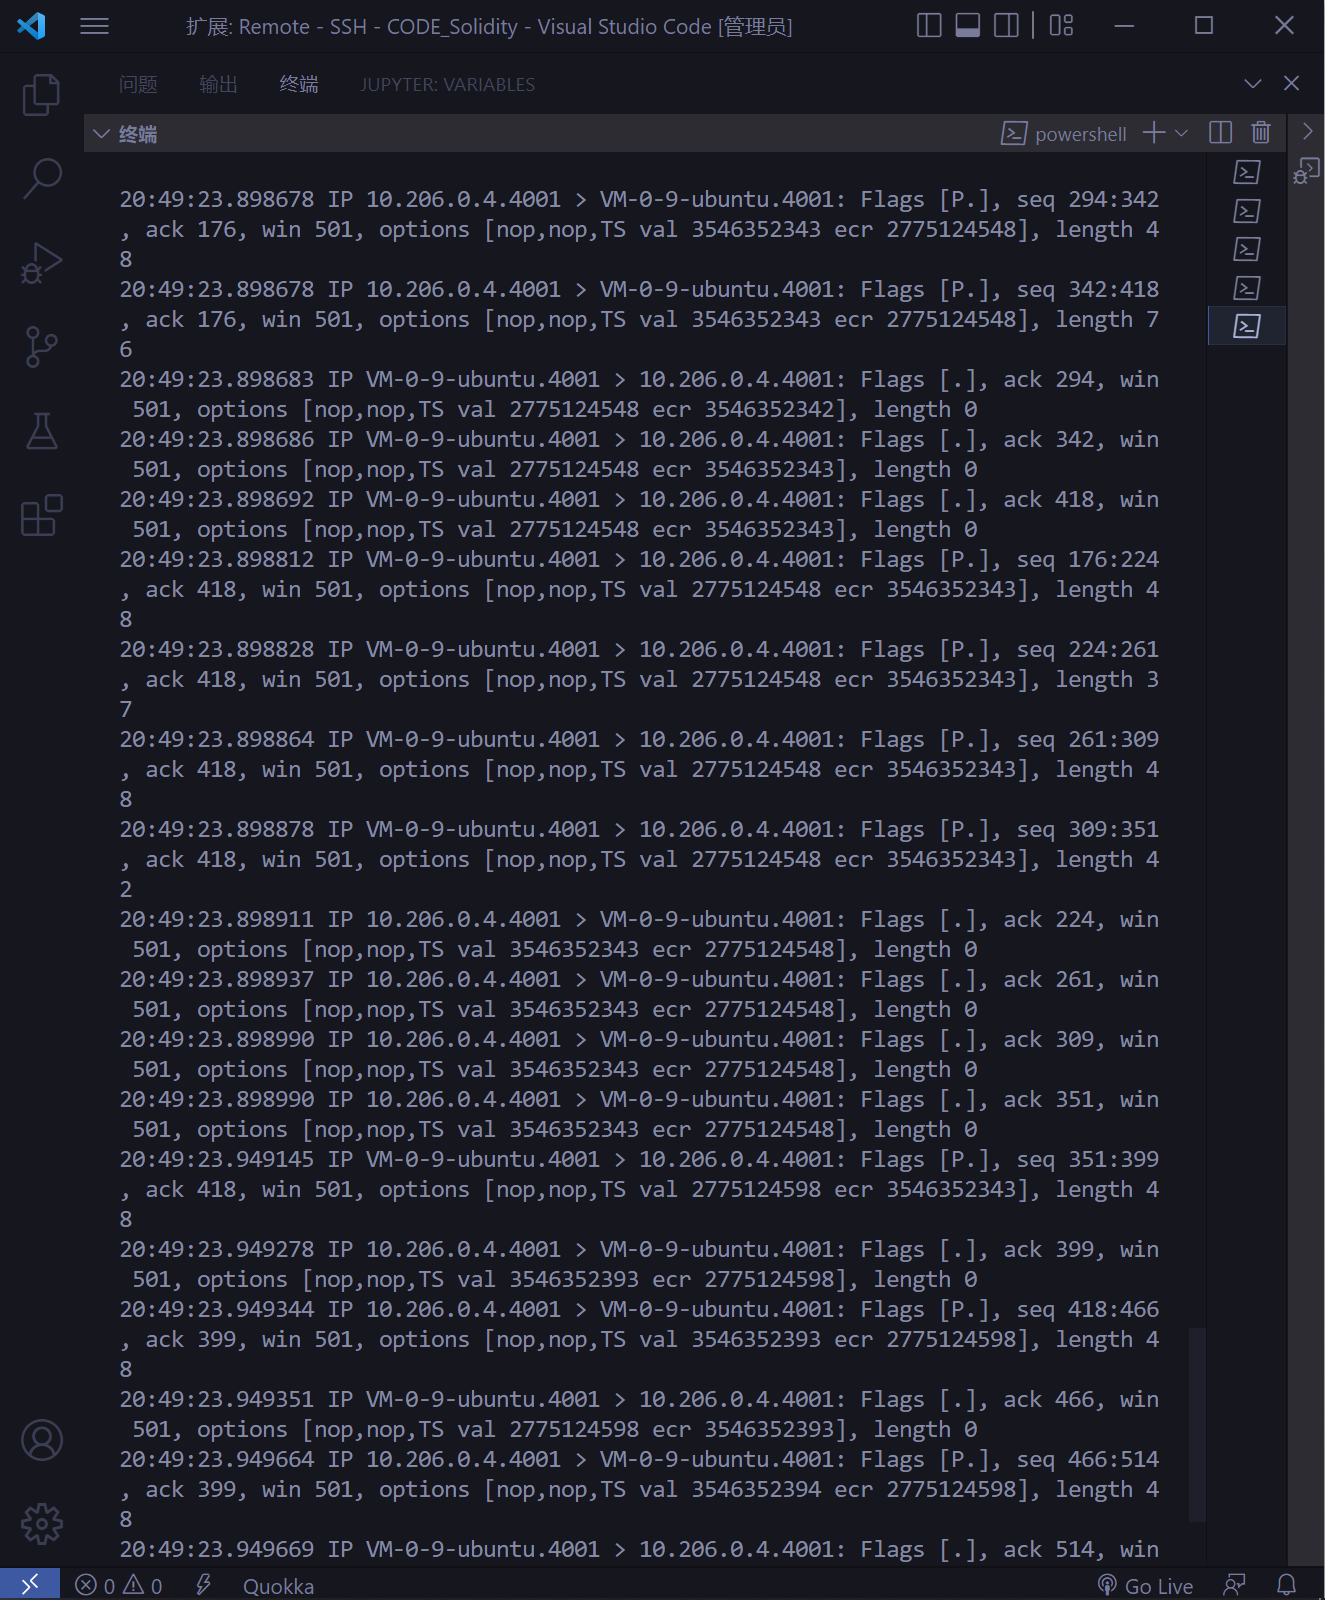 扩展: Remote - SSH - CODE_Solidity - Visual Studio Code [管理员]
问题 输出 终端 JUPYTER: VARIABLES
终端 powershell
20:49:23.898678 IP 10.206.0.4.4001 > VM-0-9-ubuntu.4001: Flags [P.], seq 294:342
, ack 176, win 501, options [nop,nop,TS val 3546352343 ecr 2775124548], length 4
8
20:49:23.898678 IP 10.206.0.4.4001 > VM-0-9-ubuntu.4001: Flags [P.], seq 342:418
, ack 176, win 501, options [nop,nop,TS val 3546352343 ecr 2775124548], length 7
6
20:49:23.898683 IP VM-0-9-ubuntu.4001 > 10.206.0.4.4001: Flags [.], ack 294, win
 501, options [nop,nop,TS val 2775124548 ecr 3546352342], length 0
20:49:23.898686 IP VM-0-9-ubuntu.4001 > 10.206.0.4.4001: Flags [.], ack 342, win
 501, options [nop,nop,TS val 2775124548 ecr 3546352343], length 0
20:49:23.898692 IP VM-0-9-ubuntu.4001 > 10.206.0.4.4001: Flags [.], ack 418, win
 501, options [nop,nop,TS val 2775124548 ecr 3546352343], length 0
20:49:23.898812 IP VM-0-9-ubuntu.4001 > 10.206.0.4.4001: Flags [P.], seq 176:224
, ack 418, win 501, options [nop,nop,TS val 2775124548 ecr 3546352343], length 4
8
20:49:23.898828 IP VM-0-9-ubuntu.4001 > 10.206.0.4.4001: Flags [P.], seq 224:261
, ack 418, win 501, options [nop,nop,TS val 2775124548 ecr 3546352343], length 3
7
20:49:23.898864 IP VM-0-9-ubuntu.4001 > 10.206.0.4.4001: Flags [P.], seq 261:309
, ack 418, win 501, options [nop,nop,TS val 2775124548 ecr 3546352343], length 4
8
20:49:23.898878 IP VM-0-9-ubuntu.4001 > 10.206.0.4.4001: Flags [P.], seq 309:351
, ack 418, win 501, options [nop,nop,TS val 2775124548 ecr 3546352343], length 4
2
20:49:23.898911 IP 10.206.0.4.4001 > VM-0-9-ubuntu.4001: Flags [.], ack 224, win
 501, options [nop,nop,TS val 3546352343 ecr 2775124548], length 0
20:49:23.898937 IP 10.206.0.4.4001 > VM-0-9-ubuntu.4001: Flags [.], ack 261, win
 501, options [nop,nop,TS val 3546352343 ecr 2775124548], length 0
20:49:23.898990 IP 10.206.0.4.4001 > VM-0-9-ubuntu.4001: Flags [.], ack 309, win
 501, options [nop,nop,TS val 3546352343 ecr 2775124548], length 0
20:49:23.898990 IP 10.206.0.4.4001 > VM-0-9-ubuntu.4001: Flags [.], ack 351, win
 501, options [nop,nop,TS val 3546352343 ecr 2775124548], length 0
20:49:23.949145 IP VM-0-9-ubuntu.4001 > 10.206.0.4.4001: Flags [P.], seq 351:399
, ack 418, win 501, options [nop,nop,TS val 2775124598 ecr 3546352343], length 4
8
20:49:23.949278 IP 10.206.0.4.4001 > VM-0-9-ubuntu.4001: Flags [.], ack 399, win
 501, options [nop,nop,TS val 3546352393 ecr 2775124598], length 0
20:49:23.949344 IP 10.206.0.4.4001 > VM-0-9-ubuntu.4001: Flags [P.], seq 418:466
, ack 399, win 501, options [nop,nop,TS val 3546352393 ecr 2775124598], length 4
8
20:49:23.949351 IP VM-0-9-ubuntu.4001 > 10.206.0.4.4001: Flags [.], ack 466, win
 501, options [nop,nop,TS val 2775124598 ecr 3546352393], length 0
20:49:23.949664 IP 10.206.0.4.4001 > VM-0-9-ubuntu.4001: Flags [P.], seq 466:514
, ack 399, win 501, options [nop,nop,TS val 3546352394 ecr 2775124598], length 4
8
20:49:23.949669 IP VM-0-9-ubuntu.4001 > 10.206.0.4.4001: Flags [.], ack 514, win
0 0 Quokka Go Live